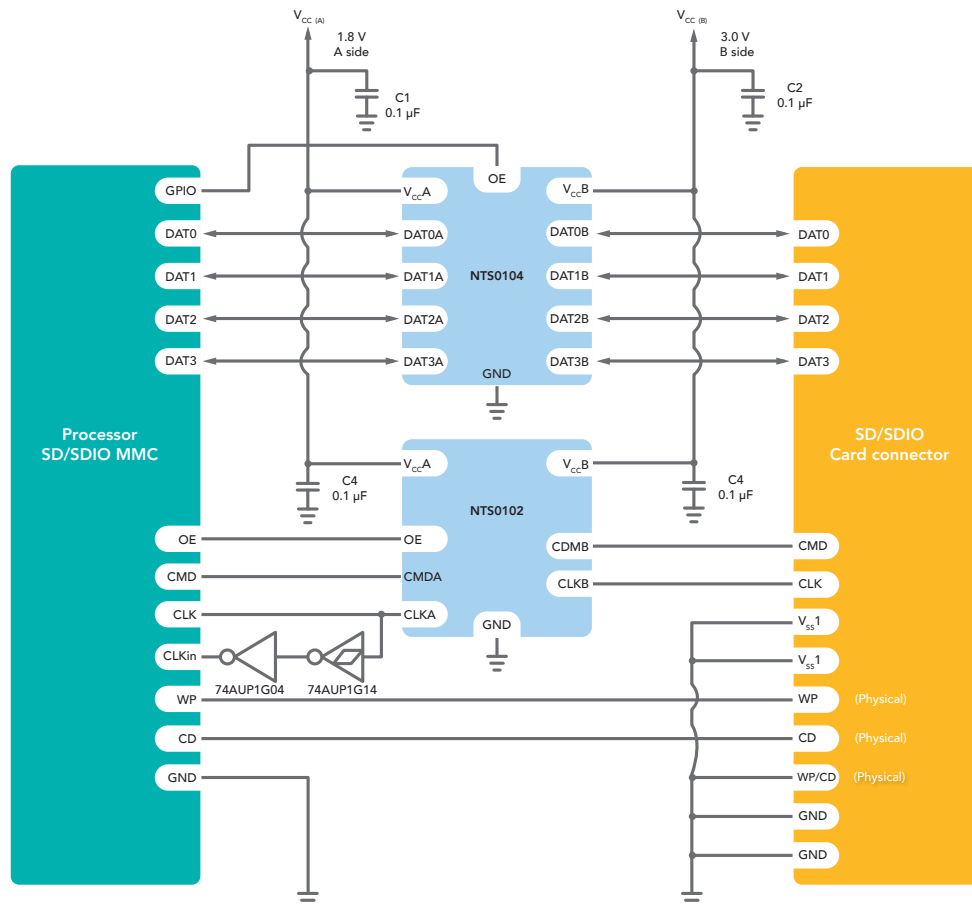 V CC (A)
1.8 V
A side
C1
0.1 µF
V CC (B)
3.0 V
B side
C2
0.1 µF
Processor
SD/SDIO MMC
GPIO
DAT0
DAT1
DAT2
DAT3
OE
CMD
CLK
CLKin
WP
CD
GND
OE
VCCA
VCCB
DAT0A
DAT0B
DAT1A
NTS0104
DAT1B
DAT2A
DAT2B
DAT3A
DAT3B
GND
C4
0.1 µF
C4
0.1 µF
VCCA
VCCB
NTS0102
OE
CDMB
CMDA
CLKB
CLKA
GND
74AUP1G04
74AUP1G14
SD/SDIO
Card connector
DAT0
DAT1
DAT2
DAT3
CMD
CLK
Vss1
Vss1
WP (Physical)
CD (Physical)
WP/CD (Physical)
GND
GND